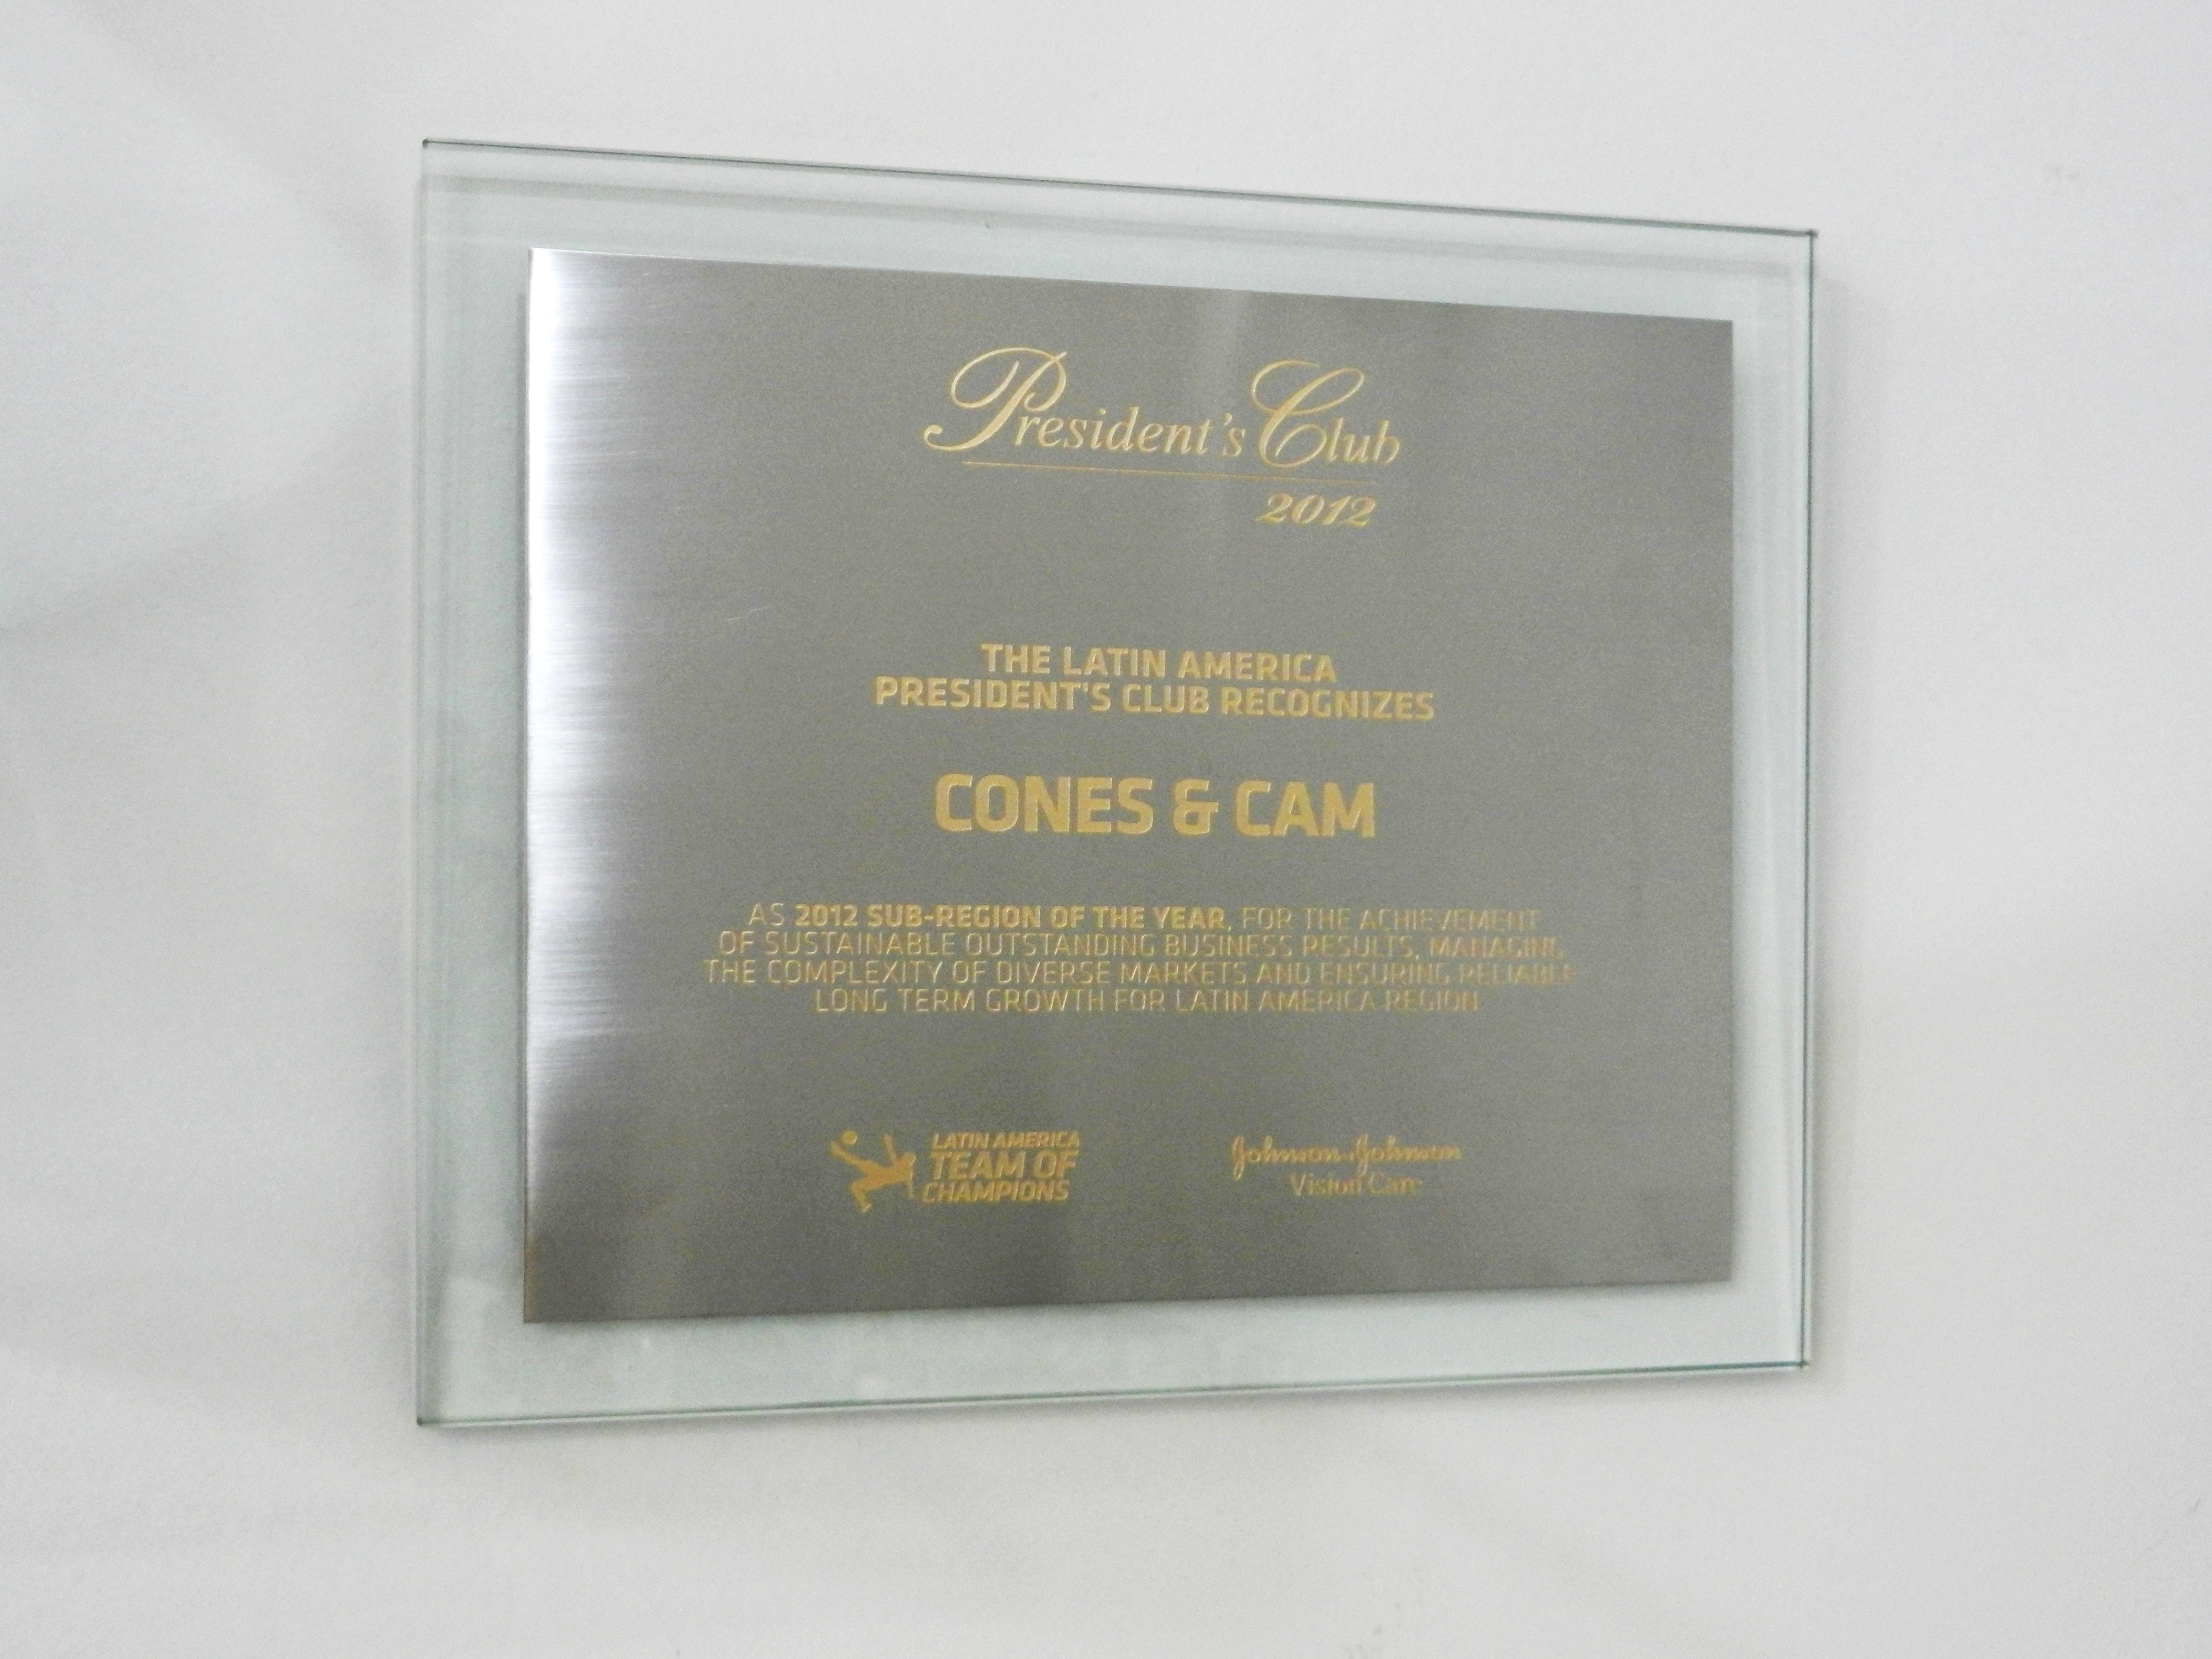 President's Club
2012
THE LATIN AMERICA
PRESIDENT'S CLUB RECOGNIZES
CONES & CAM
AS 2012 SUB-REGION OF THE YEAR, FOR THE ACHIEVEMENT
OF SUSTAINABLE OUTSTANDING BUSINESS RESULTS, MANAGING
THE COMPLEXITY OF DIVERSE MARKETS AND ENSURING RELIABLE
LONG TERM GROWTH FOR LATIN AMERICA REGION
LATIN AMERICA
TEAM OF
CHAMPIONS
Johnson & Johnson
Vision Care